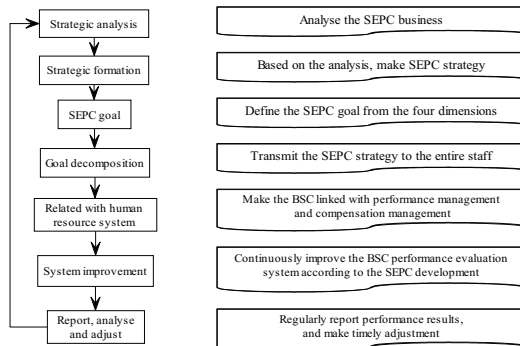 Strategic analysis
Analyse the SEPC business
Strategic formation
Based on the analysis, make SEPC strategy
SEPC goal
Define the SEPC goal from the four dimensions
Goal decomposition
Transmit the SEPC strategy to the entire staff
Related with human
resource system
Make the BSC linked with performance management
and compensation management
System improvement
Continuously improve the BSC performance evaluation
system according to the SEPC development
Report, analyse
and adjust
Regularly report performance results,
and make timely adjustment